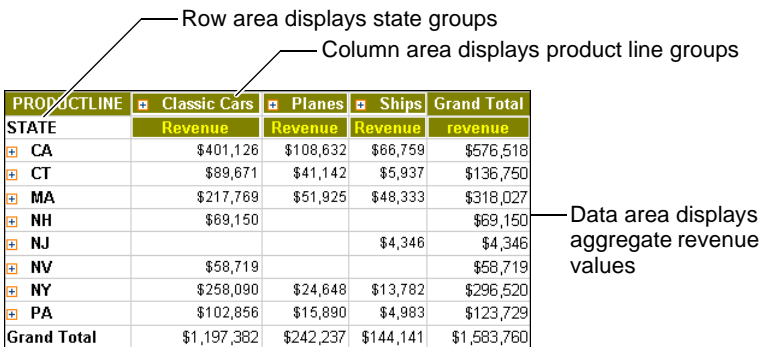 Row area displays state groups
Column area displays product line groups
PRODUCTLINE Classic Cars Planes Ships Grand Total
STATE Revenue Revenue Revenue revenue
CA $401,126 $108,632 $66,759 $576,518
CT $89,671 $41,142 $5,937 $136,750
MA $217,769 $51,925 $48,333 $318,027
NH $69,150 $69,150
NJ $4,346 $4,346
NV $58,719 $58,719
NY $258,090 $24,648 $13,782 $296,520
PA $102,856 $15,890 $4,983 $123,729
Grand Total $1,197,382 $242,237 $144,141 $1,583,760
Data area displays
aggregate revenue
values